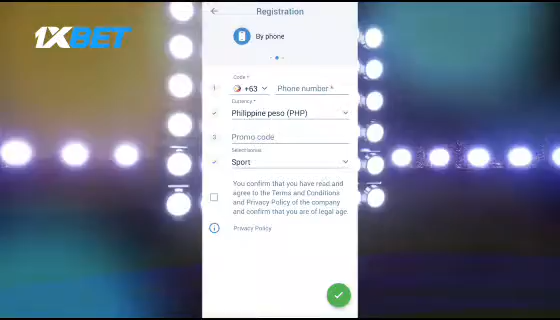 Registration
1XBET
By phone
Code *
1
+63
Phone number *
Currency *
Philippine peso (PHP)
3
Promo code
Select bonus
Sport
You confirm that you have read and
agree to the Terms and Conditions
and Privacy Policy of the company
and confirm that you are of legal age.
Privacy Policy